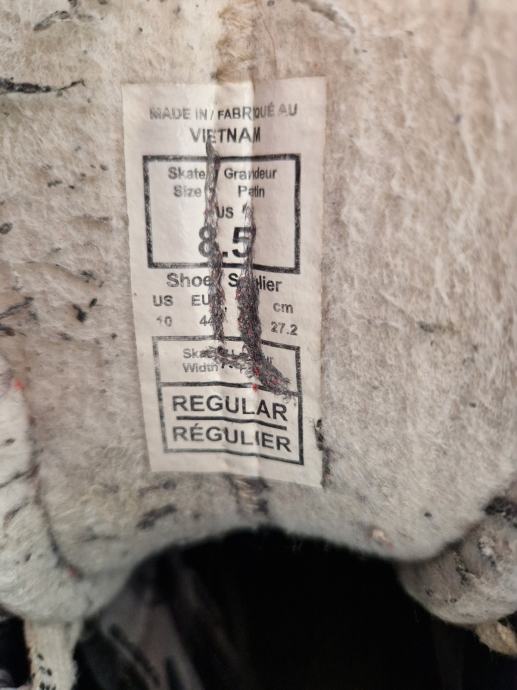 MADE IN / FABRIQUÉ AU
VIETNAM
Skate / Grandeur
Size Patin
US
8.5
Shoe / Soulier
US EU cm
10 27.2
Width
REGULAR
RÉGULIER